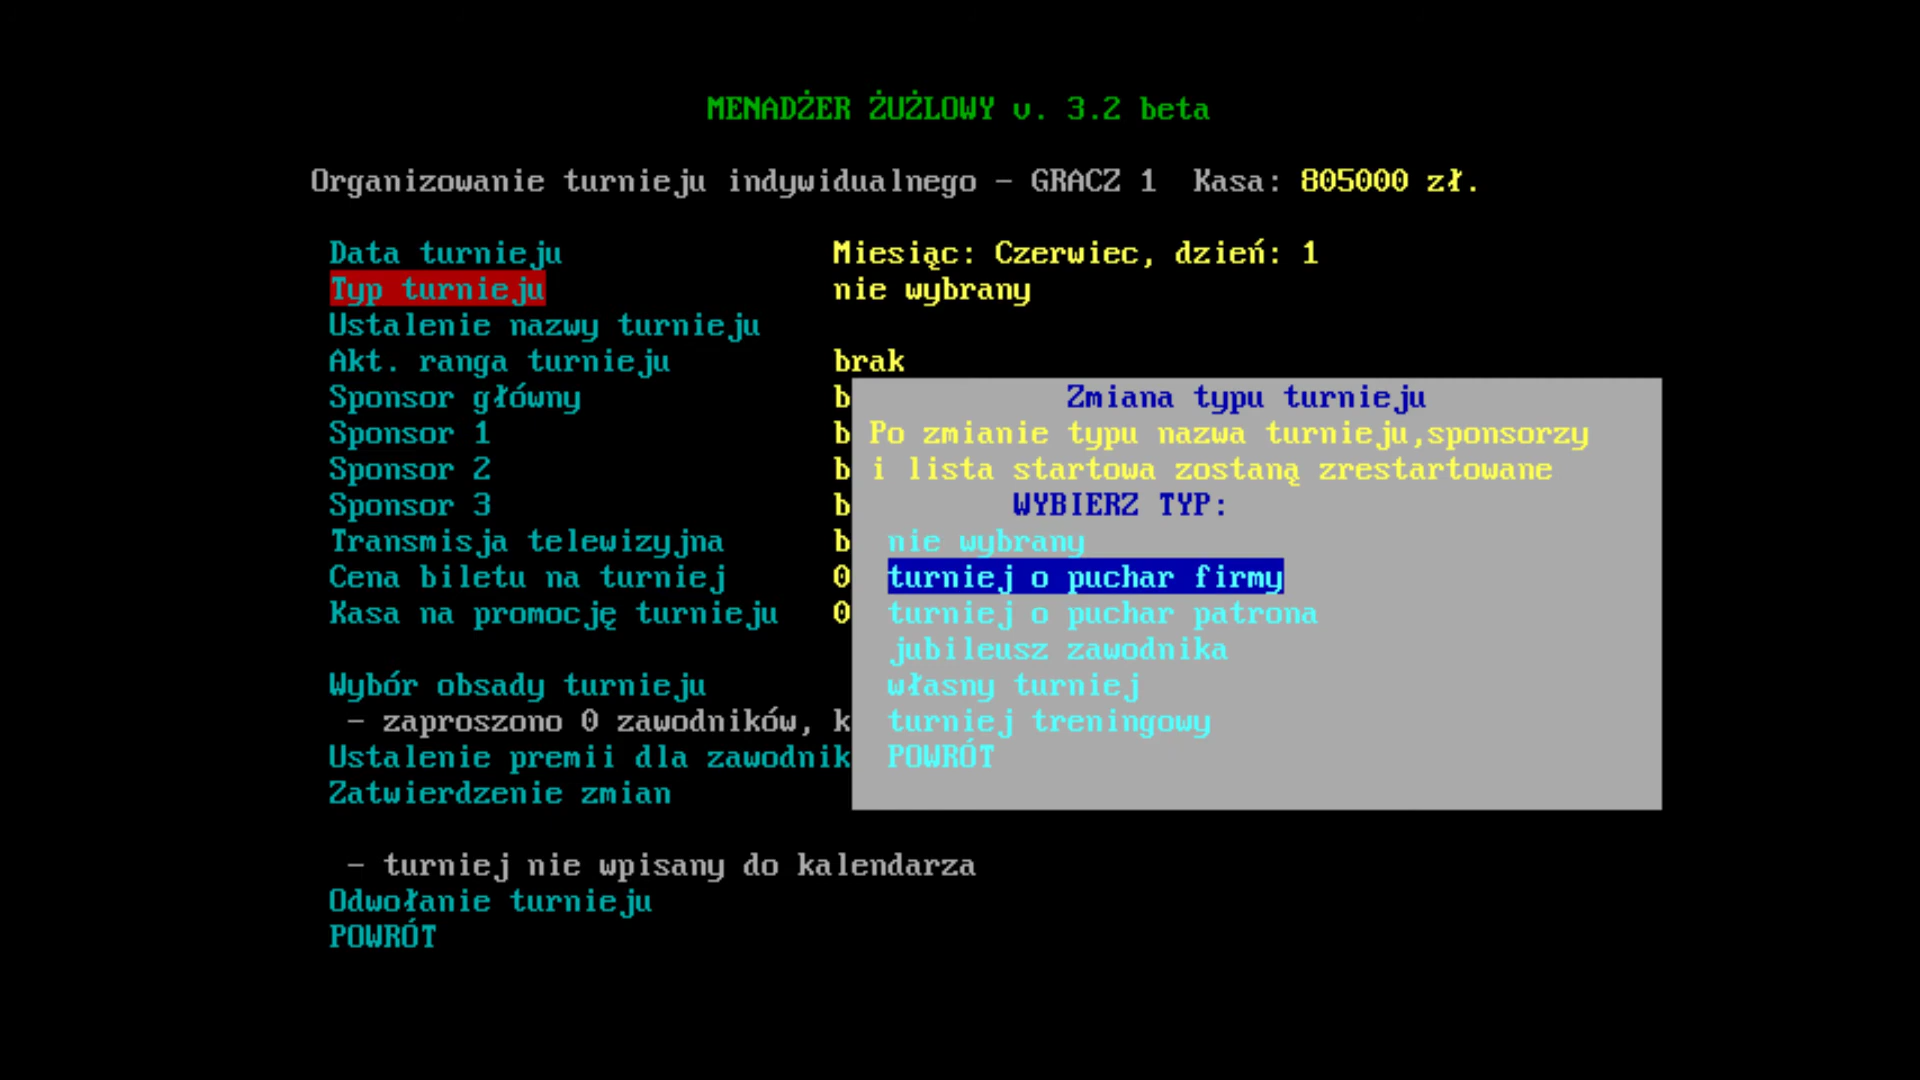 MENADŻER ŻUŻLOWY v. 3.2 beta
Organizowanie turnieju indywidualnego - GRACZ 1 Kasa: 805000 zł.
Data turnieju Miesiąc: Czerwiec, dzień: 1
Typ turnieju nie wybrany
Ustalenie nazwy turnieju
Akt. ranga turnieju brak
Sponsor główny b
Sponsor 1 b
Sponsor 2 b
Sponsor 3 b
Transmisja telewizyjna b
Cena biletu na turniej 0
Kasa na promocję turnieju 0
Wybór obsady turnieju
- zaproszono 0 zawodników, k
Ustalenie premii dla zawodnik
Zatwierdzenie zmian
- turniej nie wpisany do kalendarza
Odwołanie turnieju
POWRÓT
Zmiana typu turnieju
Po zmianie typu nazwa turnieju,sponsorzy
i lista startowa zostaną zrestartowane
WYBIERZ TYP:
nie wybrany
turniej o puchar firmy
turniej o puchar patrona
jubileusz zawodnika
własny turniej
turniej treningowy
POWRÓT